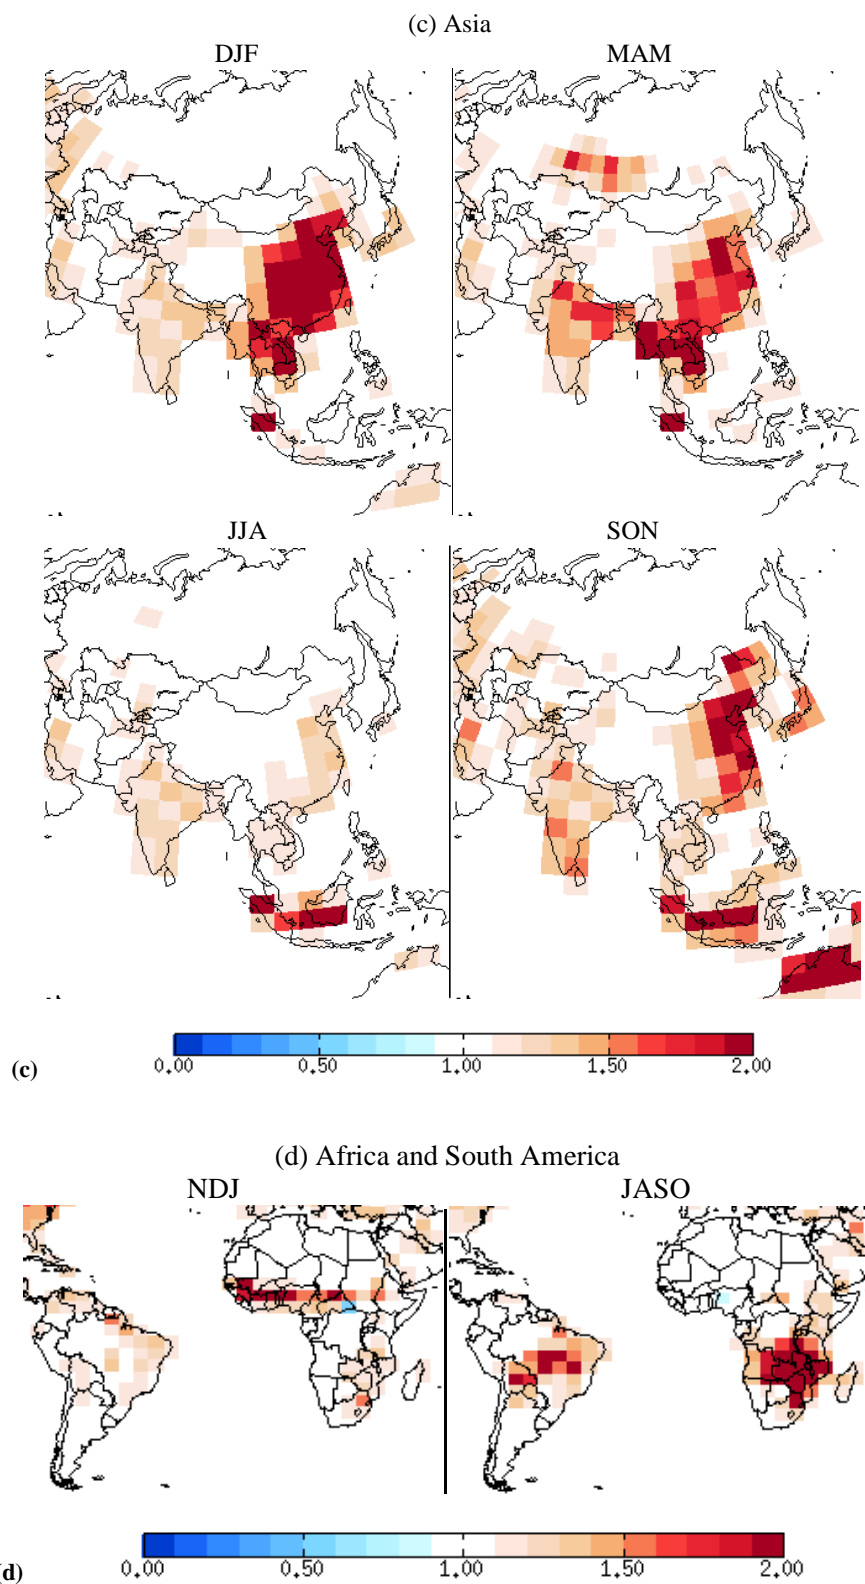 (c) Asia
DJF MAM
JJA SON
0.00 0.50 1.00 1.50 2.00
(c)
(d) Africa and South America
NDJ JASO
0.00 0.50 1.00 1.50 2.00
(d)